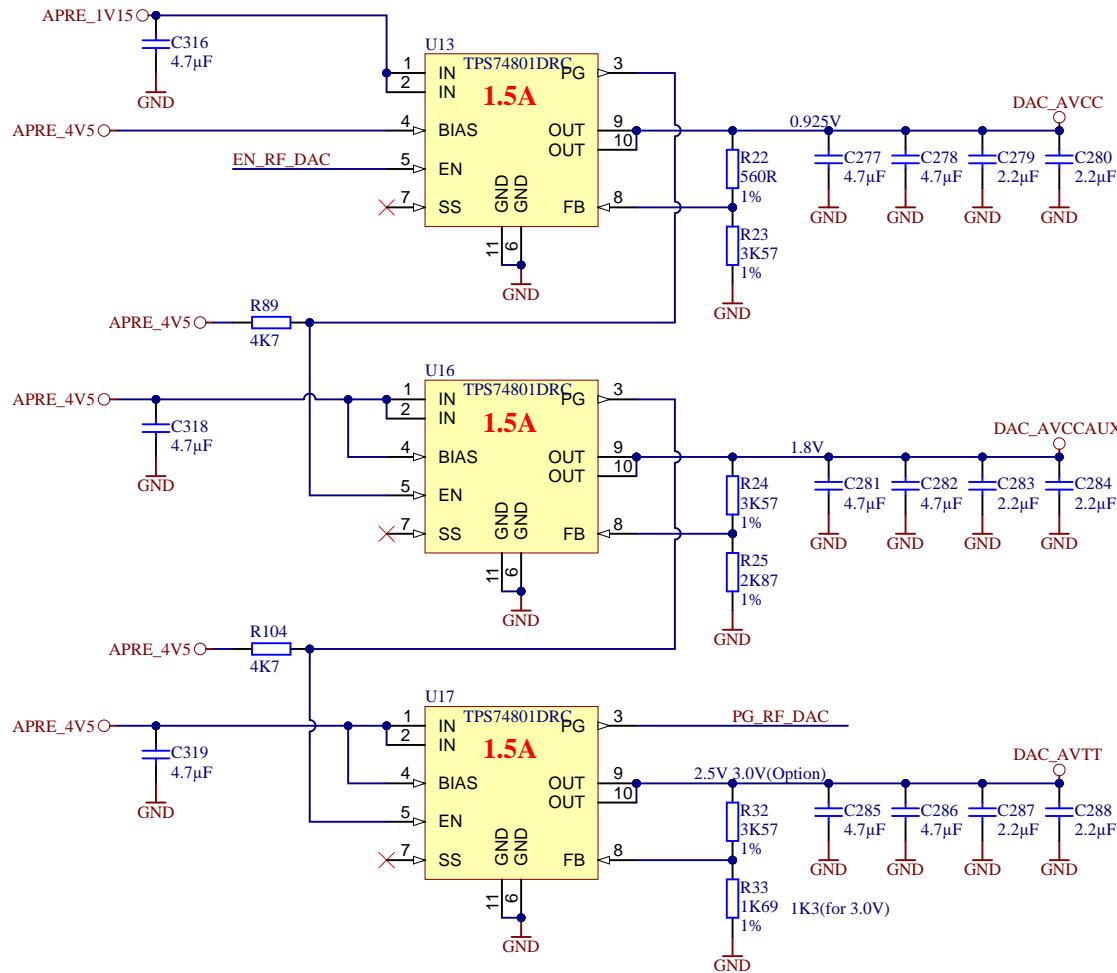 APRE_1V15
C316
4.7µF
GND
U13
TPS74801DRC
1.5A
1
IN
2
IN
4
BIAS
5
EN
7
SS
GND
GND
11
6
GND
PG
3
OUT
9
OUT
10
FB
8
APRE_4V5
EN_RF_DAC
0.925V
DAC_AVCC
R22
560R
1%
R23
3K57
1%
GND
C277
4.7µF
GND
C278
4.7µF
GND
C279
2.2µF
GND
C280
2.2µF
GND
APRE_4V5
R89
4K7
APRE_4V5
C318
4.7µF
GND
U16
TPS74801DRC
1.5A
1
IN
2
IN
4
BIAS
5
EN
7
SS
GND
GND
11
6
GND
PG
3
OUT
9
OUT
10
FB
8
1.8V
DAC_AVCCAUX
R24
3K57
1%
R25
2K87
1%
GND
C281
4.7µF
GND
C282
4.7µF
GND
C283
2.2µF
GND
C284
2.2µF
GND
APRE_4V5
R104
4K7
APRE_4V5
C319
4.7µF
GND
U17
TPS74801DRC
1.5A
1
IN
2
IN
4
BIAS
5
EN
7
SS
GND
GND
11
6
GND
PG
3
OUT
9
OUT
10
FB
8
PG_RF_DAC
2.5V 3.0V(Option)
DAC_AVTT
R32
3K57
1%
R33
1K69
1%
1K3(for 3.0V)
GND
C285
4.7µF
GND
C286
4.7µF
GND
C287
2.2µF
GND
C288
2.2µF
GND